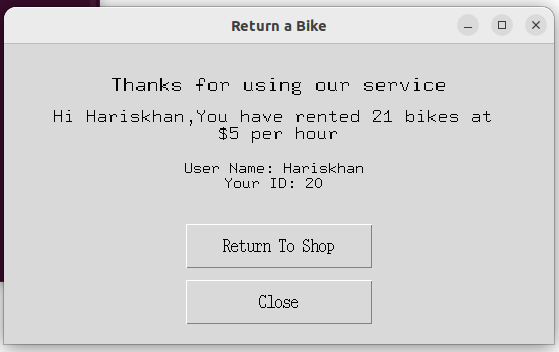 Return a Bike
Thanks for using our service
Hi Hariskhan,You have rented 21 bikes at
$5 per hour
User Name: Hariskhan
Your ID: 20
Return To Shop
Close